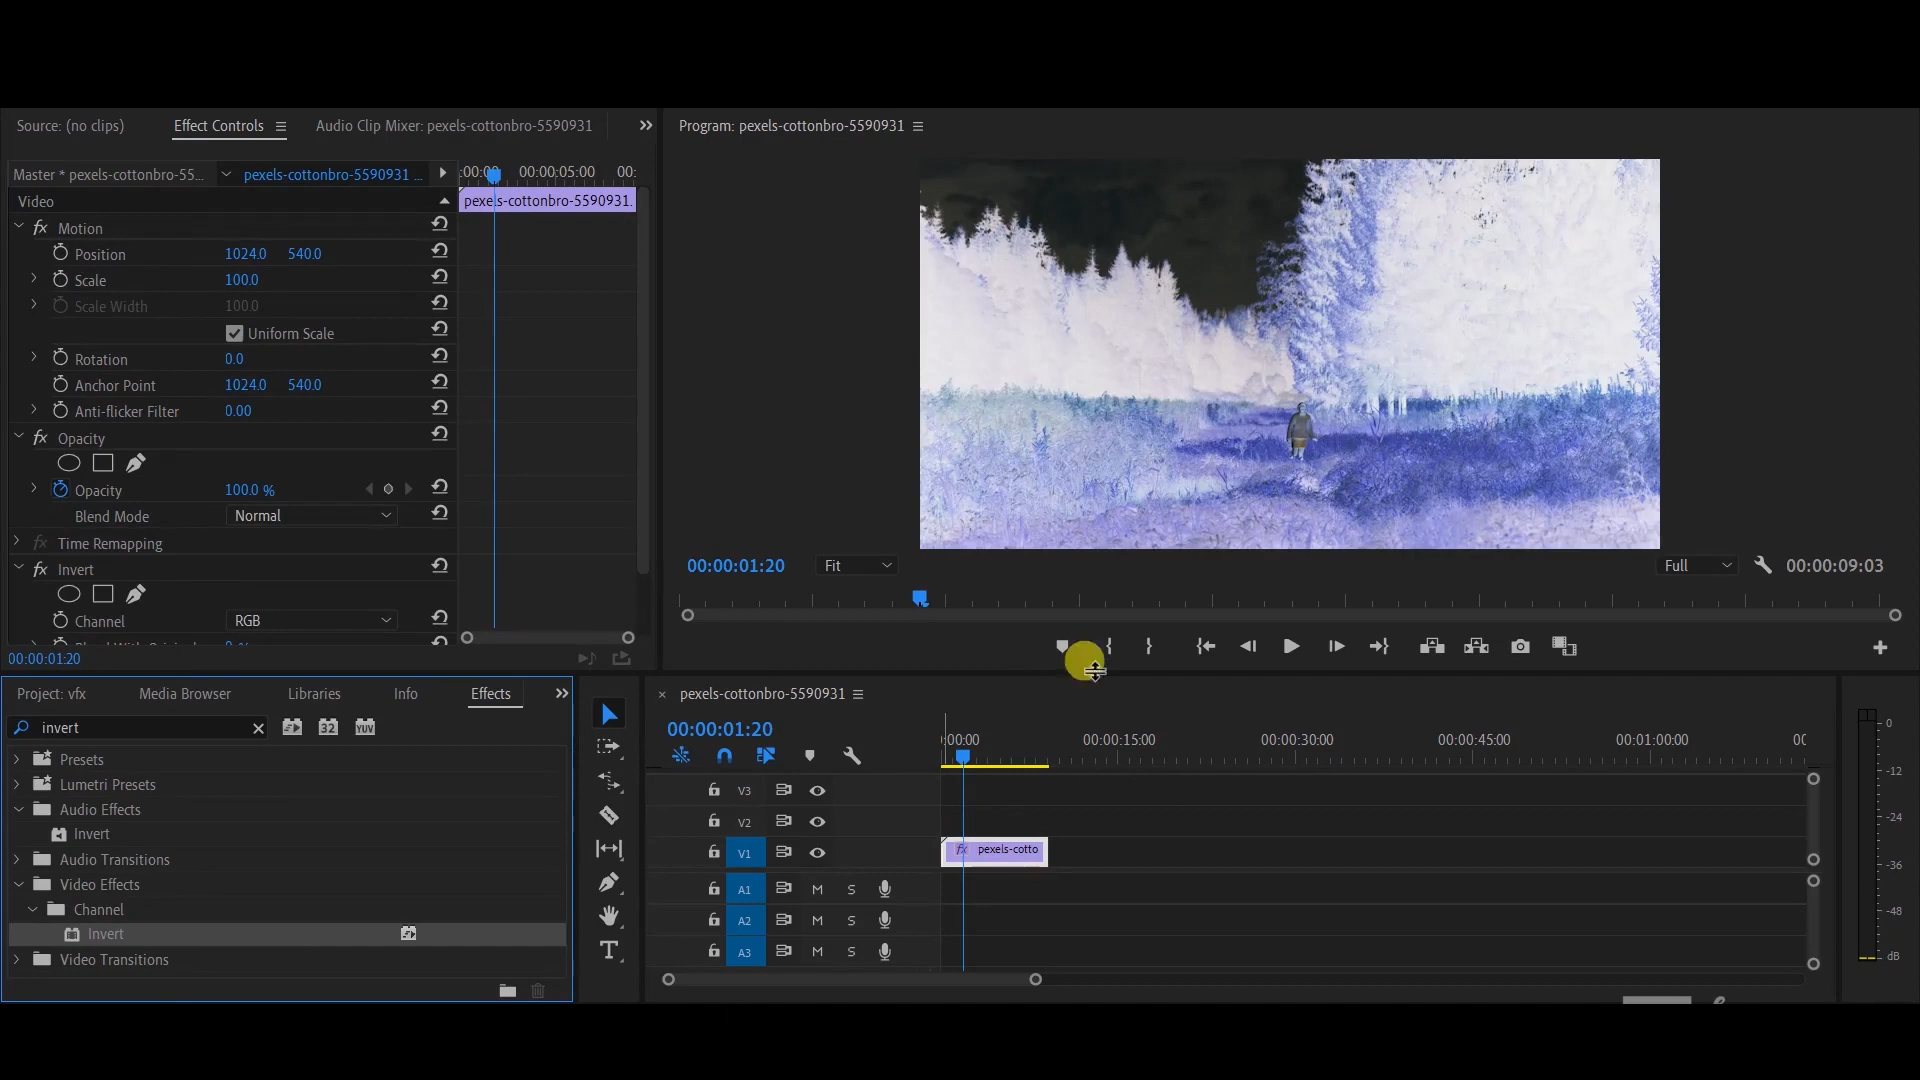 Source: (no clips)
Effect Controls
Audio Clip Mixer: pexels-cottonbro-5590931
Program: pexels-cottonbro-5590931
Master * pexels-cottonbro-55...
pexels-cottonbro-5590931 ...
:00:00
00:00:05:00
00:
Video
pexels-cottonbro-5590931.
fx Motion
Position 1024.0 540.0
Scale 100.0
Scale Width 100.0
Uniform Scale
Rotation 0.0
Anchor Point 1024.0 540.0
Anti-flicker Filter 0.00
fx Opacity
Opacity 100.0 %
Blend Mode Normal
fx Time Remapping
fx Invert
Channel RGB
00:00:01:20
00:00:01:20
Fit
Full
00:00:09:03
Project: vfx
Media Browser
Libraries
Info
Effects
invert
32
YUV
Presets
Lumetri Presets
Audio Effects
Invert
Audio Transitions
Video Effects
Channel
Invert
Video Transitions
T
× pexels-cottonbro-5590931
00:00:01:20
:00:00
00:00:15:00
00:00:30:00
00:00:45:00
00:01:00:00
00
V3
V2
V1
fx pexels-cotto
A1 M S
A2 M S
A3 M S
0
-12
-24
-36
-48
dB